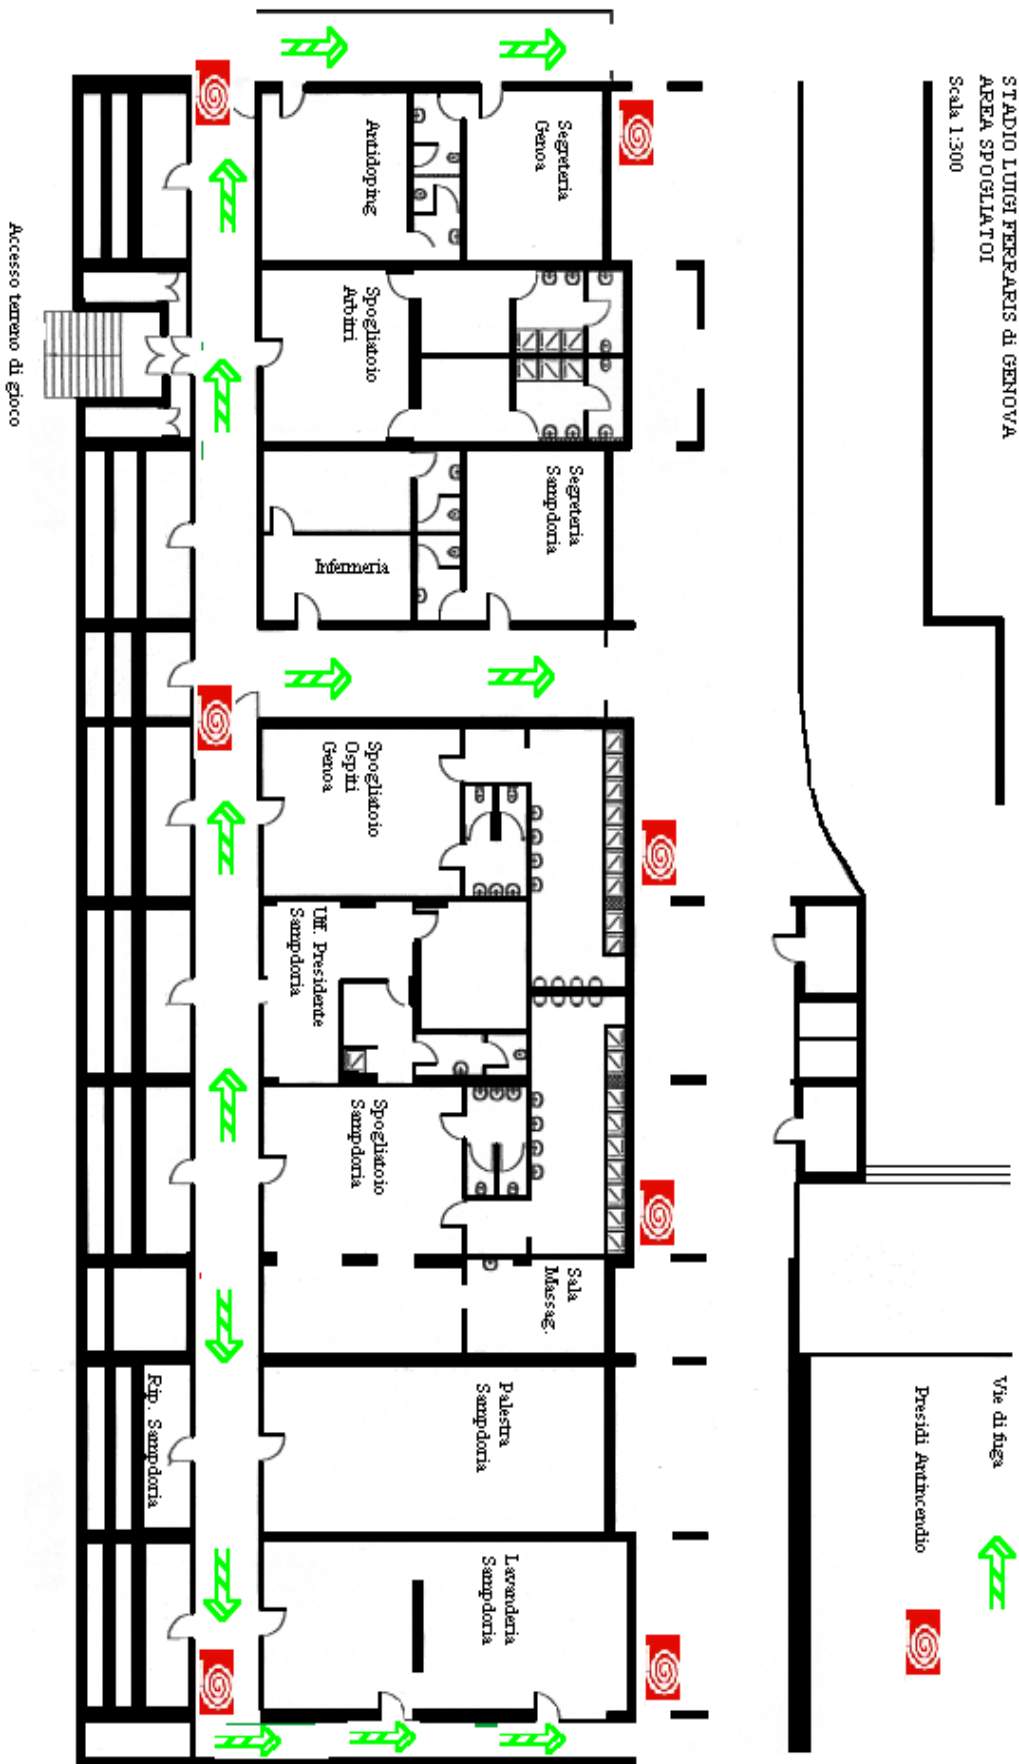 STADIO LUIGI FERRARIS di GENOVA
AREA SPOGLIATOI
Scala 1:300
Segreteria
Genoa
Antidoping
Spogliatoio
Arbitri
Accesso terreno di gioco
Segreteria
Sampdoria
Infermeria
Spogliatoio
Ospiti
Genoa
Uff. Presidente
Sampdoria
Spogliatoio
Sampdoria
Sala
Massag.
Palestra
Sampdoria
Rip. Sampdoria
Lavanderia
Sampdoria
Vie di fuga
Presidi Antincendio